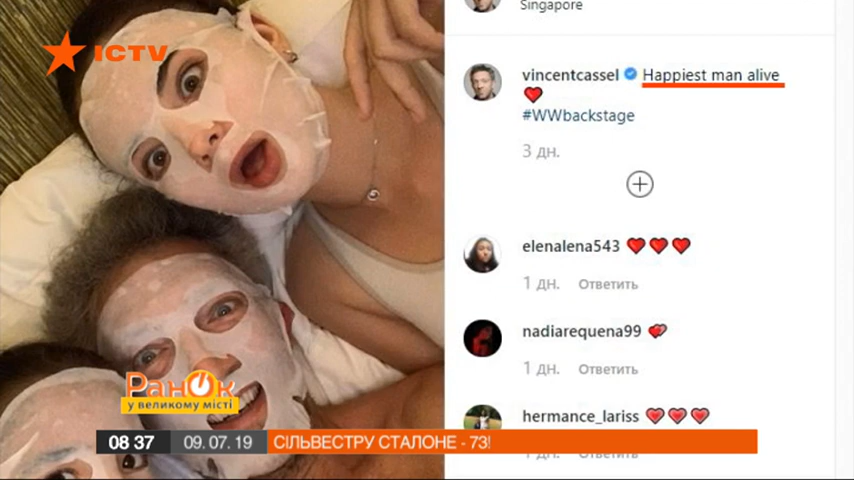 ICTV
Singapore
vincentcassel Happiest man alive
#WWbackstage
3 дн.
elenalena543
1 дн. Ответить
nadiarequena99
1 дн. Ответить
hermance_lariss
1 дн. Ответить
РанОк
у великому місті
08 37 09. 07. 19 СІЛЬВЕСТРУ СТАЛОНЕ - 73!